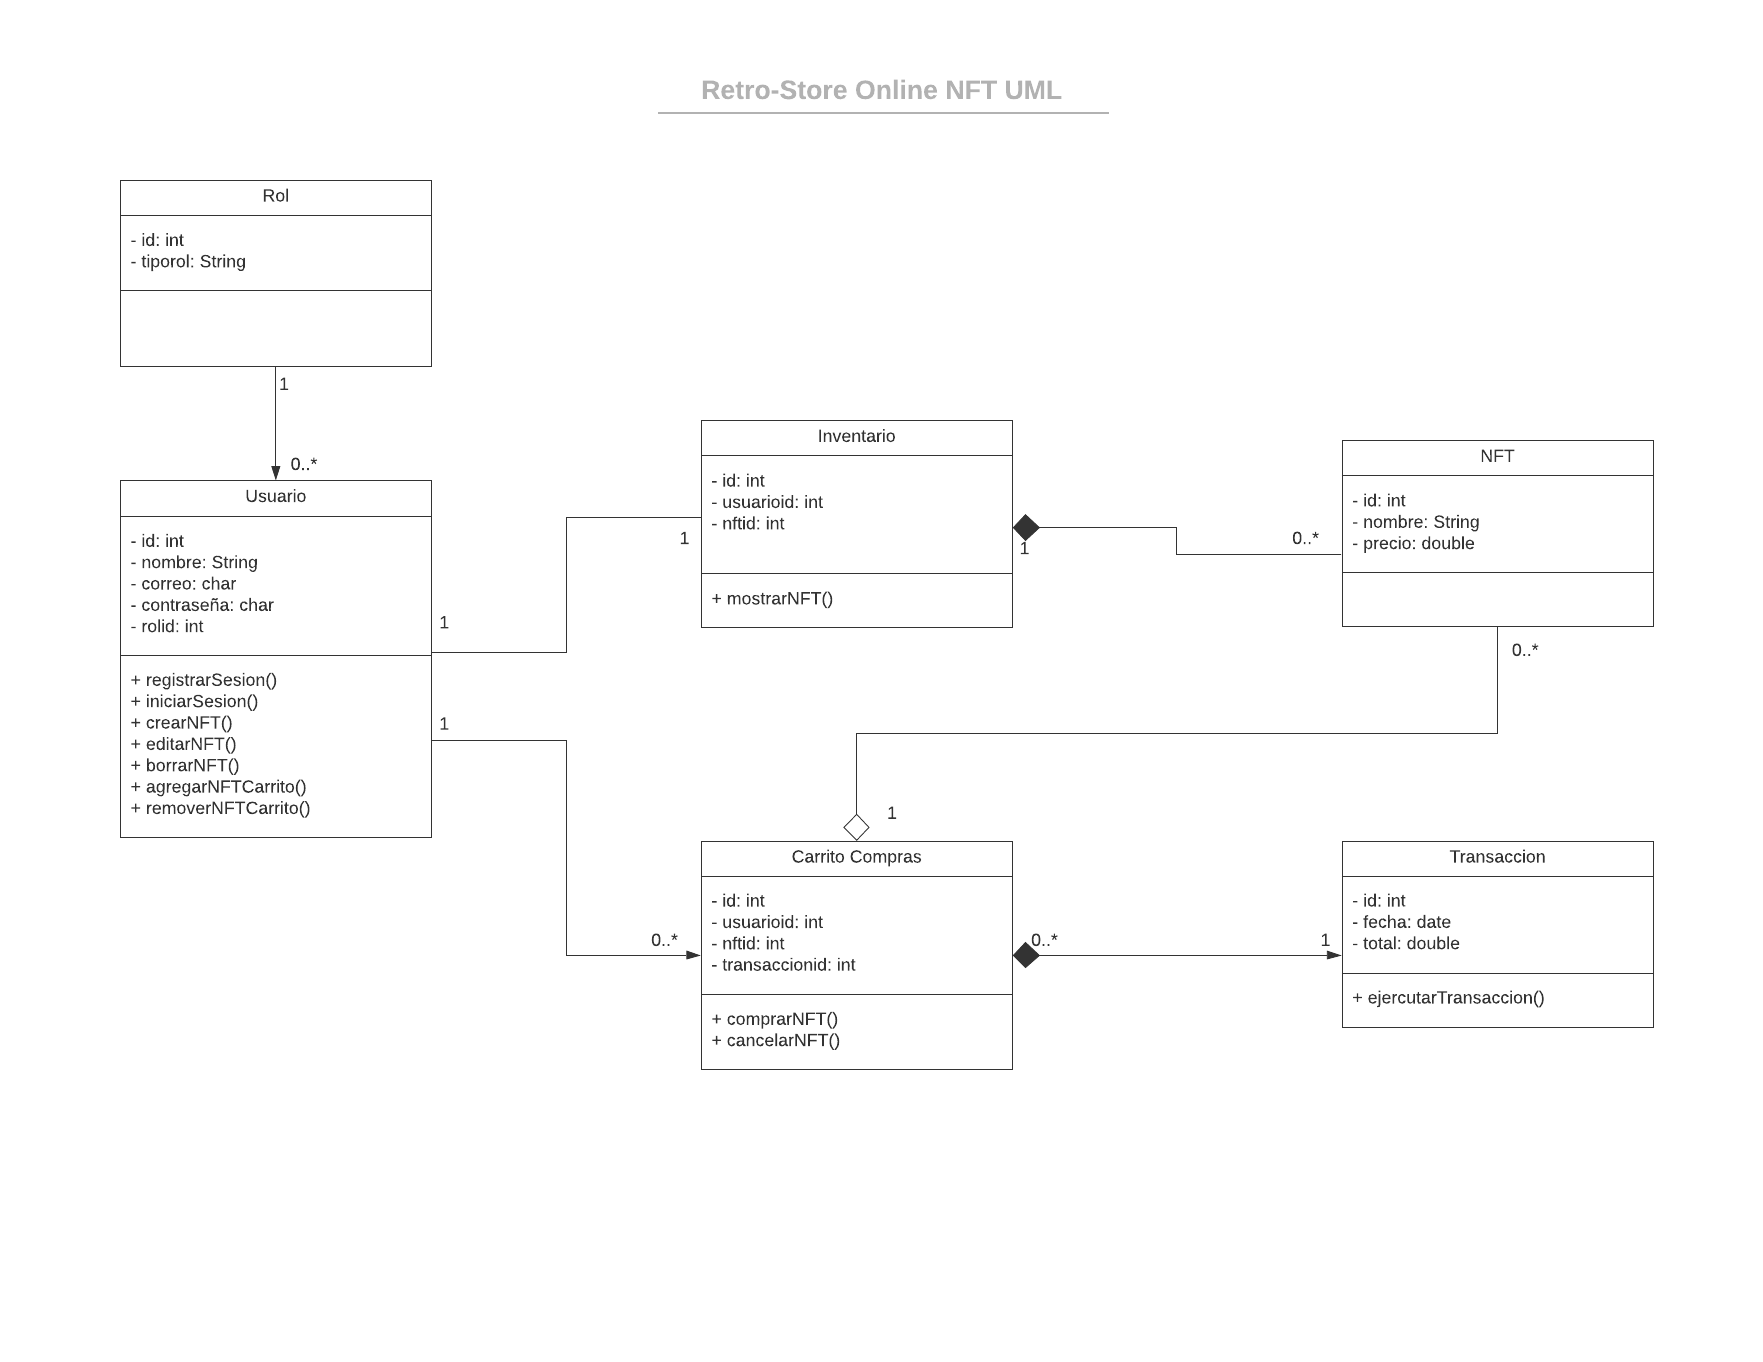 Retro-Store Online NFT UML
Rol
- id: int
- tiporol: String
1
0..*
Usuario
- id: int
- nombre: String
- correo: char
- contraseña: char
- rolid: int
+ registrarSesion()
+ iniciarSesion()
+ crearNFT()
+ editarNFT()
+ borrarNFT()
+ agregarNFTCarrito()
+ removerNFTCarrito()
1
1
1
0..*
Inventario
- id: int
- usuarioid: int
- nftid: int
+ mostrarNFT()
1
0..*
NFT
- id: int
- nombre: String
- precio: double
0..*
1
Carrito Compras
- id: int
- usuarioid: int
- nftid: int
- transaccionid: int
+ comprarNFT()
+ cancelarNFT()
0..*
1
Transaccion
- id: int
- fecha: date
- total: double
+ ejercutarTransaccion()